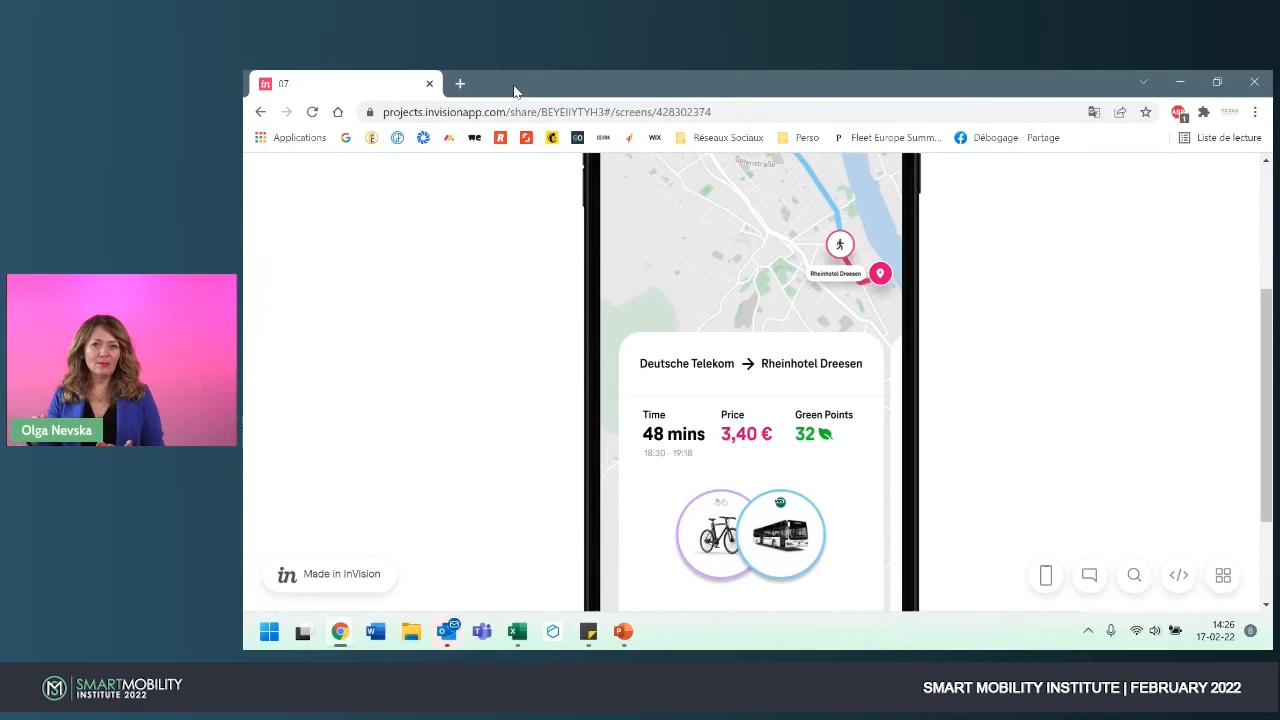 07
projects.invisionapp.com/share/BEYEIIYTYH3#/screens/428302374
Applications
WIX
Réseaux Sociaux
Perso
Fleet Europe Summ...
Débogage - Partage
Liste de lecture
Rheinhotel Dreesen
Deutsche Telekom → Rheinhotel Dreesen
Time Price Green Points
48 mins 3,40 € 32
18:30 - 19:18
in Made in InVision
Olga Nevska
14:26
17-02-22
8
SMARTMOBILITY
INSTITUTE 2022
SMART MOBILITY INSTITUTE | FEBRUARY 2022